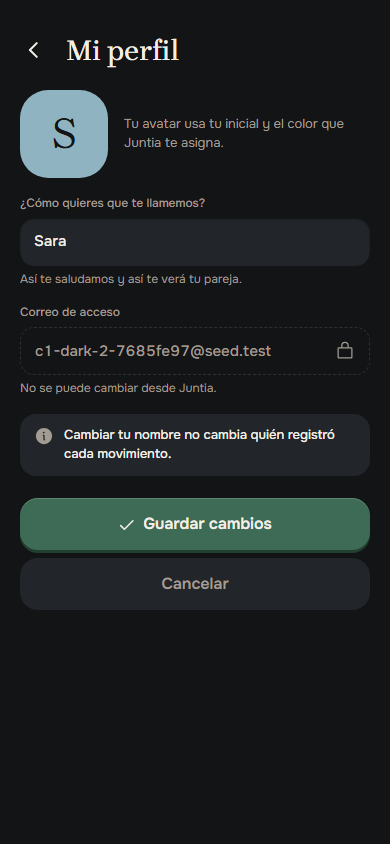 Mi perfil
S
Tu avatar usa tu inicial y el color que
Juntia te asigna.
¿Cómo quieres que te llamemos?
Sara
Así te saludamos y así te verá tu pareja.
Correo de acceso
c1-dark-2-7685fe97@seed.test
No se puede cambiar desde Juntia.
Cambiar tu nombre no cambia quién registró
cada movimiento.
Guardar cambios
Cancelar